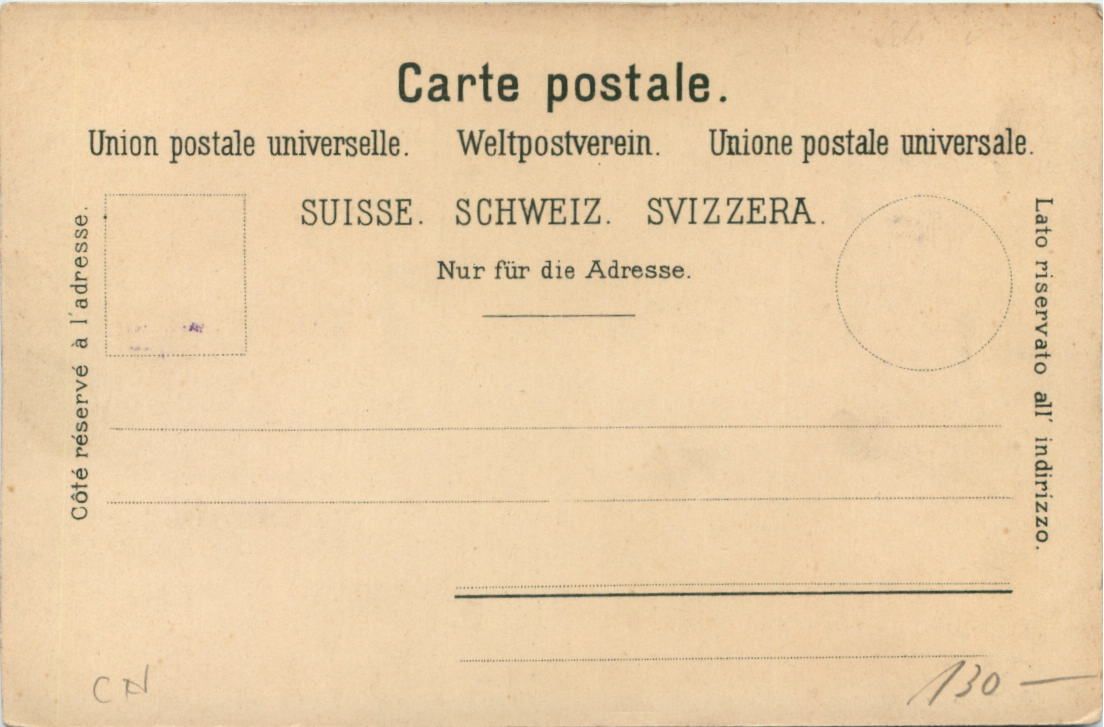 Carte postale.
Union postale universelle. Weltpostverein. Unione postale universale.
SUISSE. SCHWEIZ. SVIZZERA.
Nur für die Adresse.
Côté réservé à l'adresse.
Lato riservato all' indirizzo.
CN
130 —